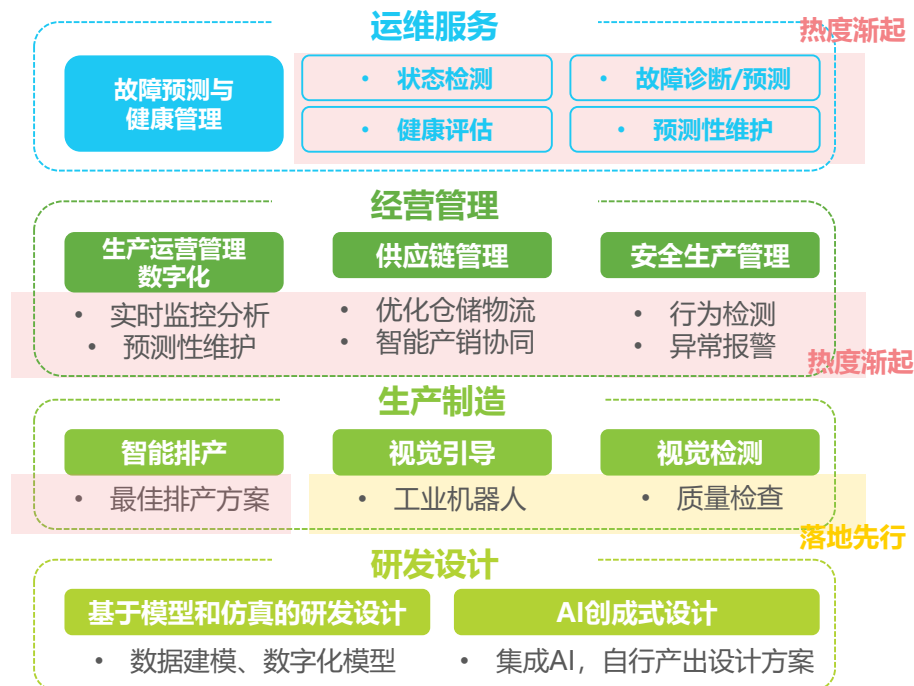 运维服务
热度渐起
故障预测与
健康管理
• 状态检测
• 故障诊断/预测
• 健康评估
• 预测性维护
经营管理
生产运营管理
数字化
供应链管理
安全生产管理
• 实时监控分析
• 预测性维护
• 优化仓储物流
• 智能产销协同
• 行为检测
• 异常报警
热度渐起
生产制造
智能排产
视觉引导
视觉检测
• 最佳排产方案
• 工业机器人
• 质量检查
落地先行
研发设计
基于模型和仿真的研发设计
AI创成式设计
• 数据建模、数字化模型
• 集成AI，自行产出设计方案